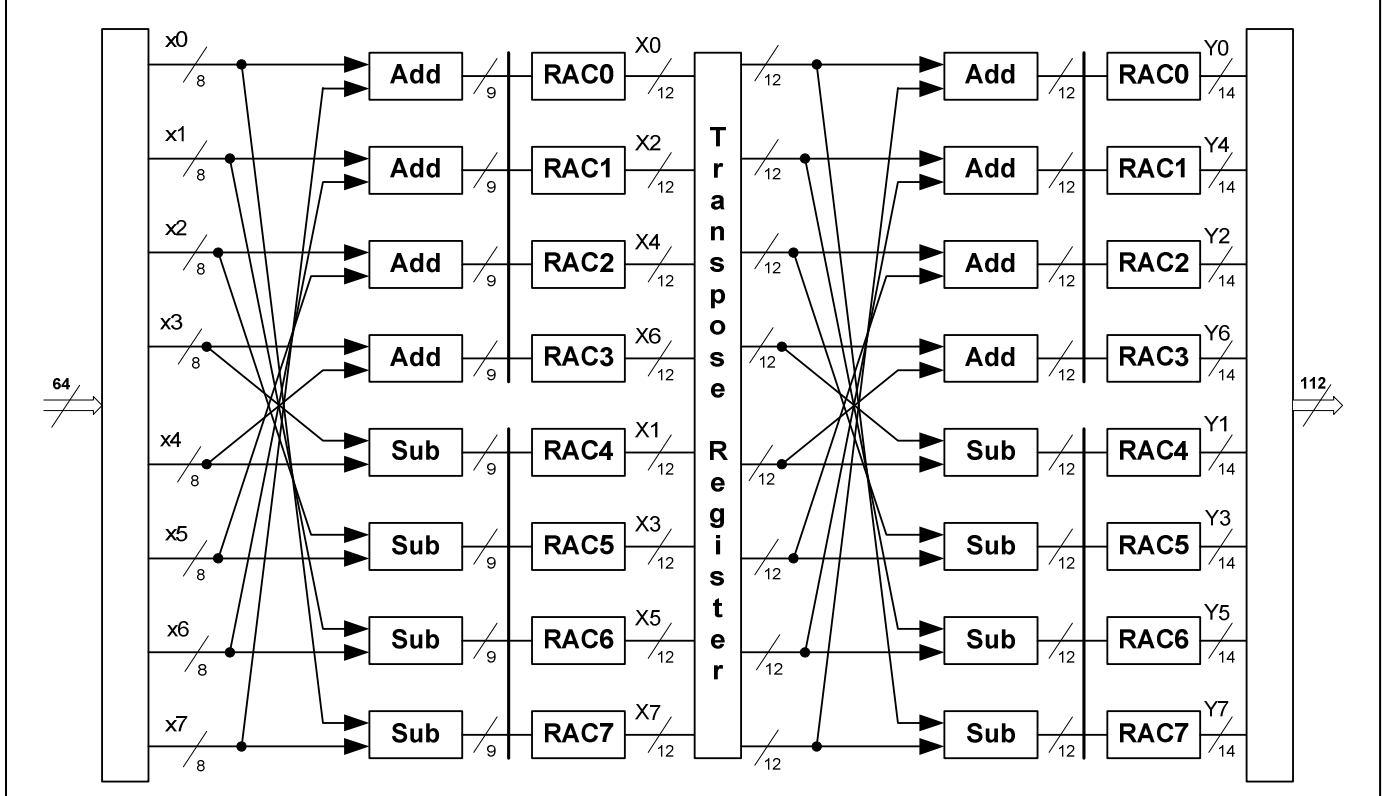 x0
8
Add
9
RAC0
X0
12
12
Add
12
RAC0
Y0
14
x1
8
Add
9
RAC1
X2
12
12
Add
12
RAC1
Y4
14
x2
8
Add
9
RAC2
X4
12
12
Add
12
RAC2
Y2
14
x3
8
Add
9
RAC3
X6
12
12
Add
12
RAC3
Y6
14
64
Transpose Register
112
x4
8
Sub
9
RAC4
X1
12
12
Sub
12
RAC4
Y1
14
x5
8
Sub
9
RAC5
X3
12
12
Sub
12
RAC5
Y3
14
x6
8
Sub
9
RAC6
X5
12
12
Sub
12
RAC6
Y5
14
x7
8
Sub
9
RAC7
X7
12
12
Sub
12
RAC7
Y7
14